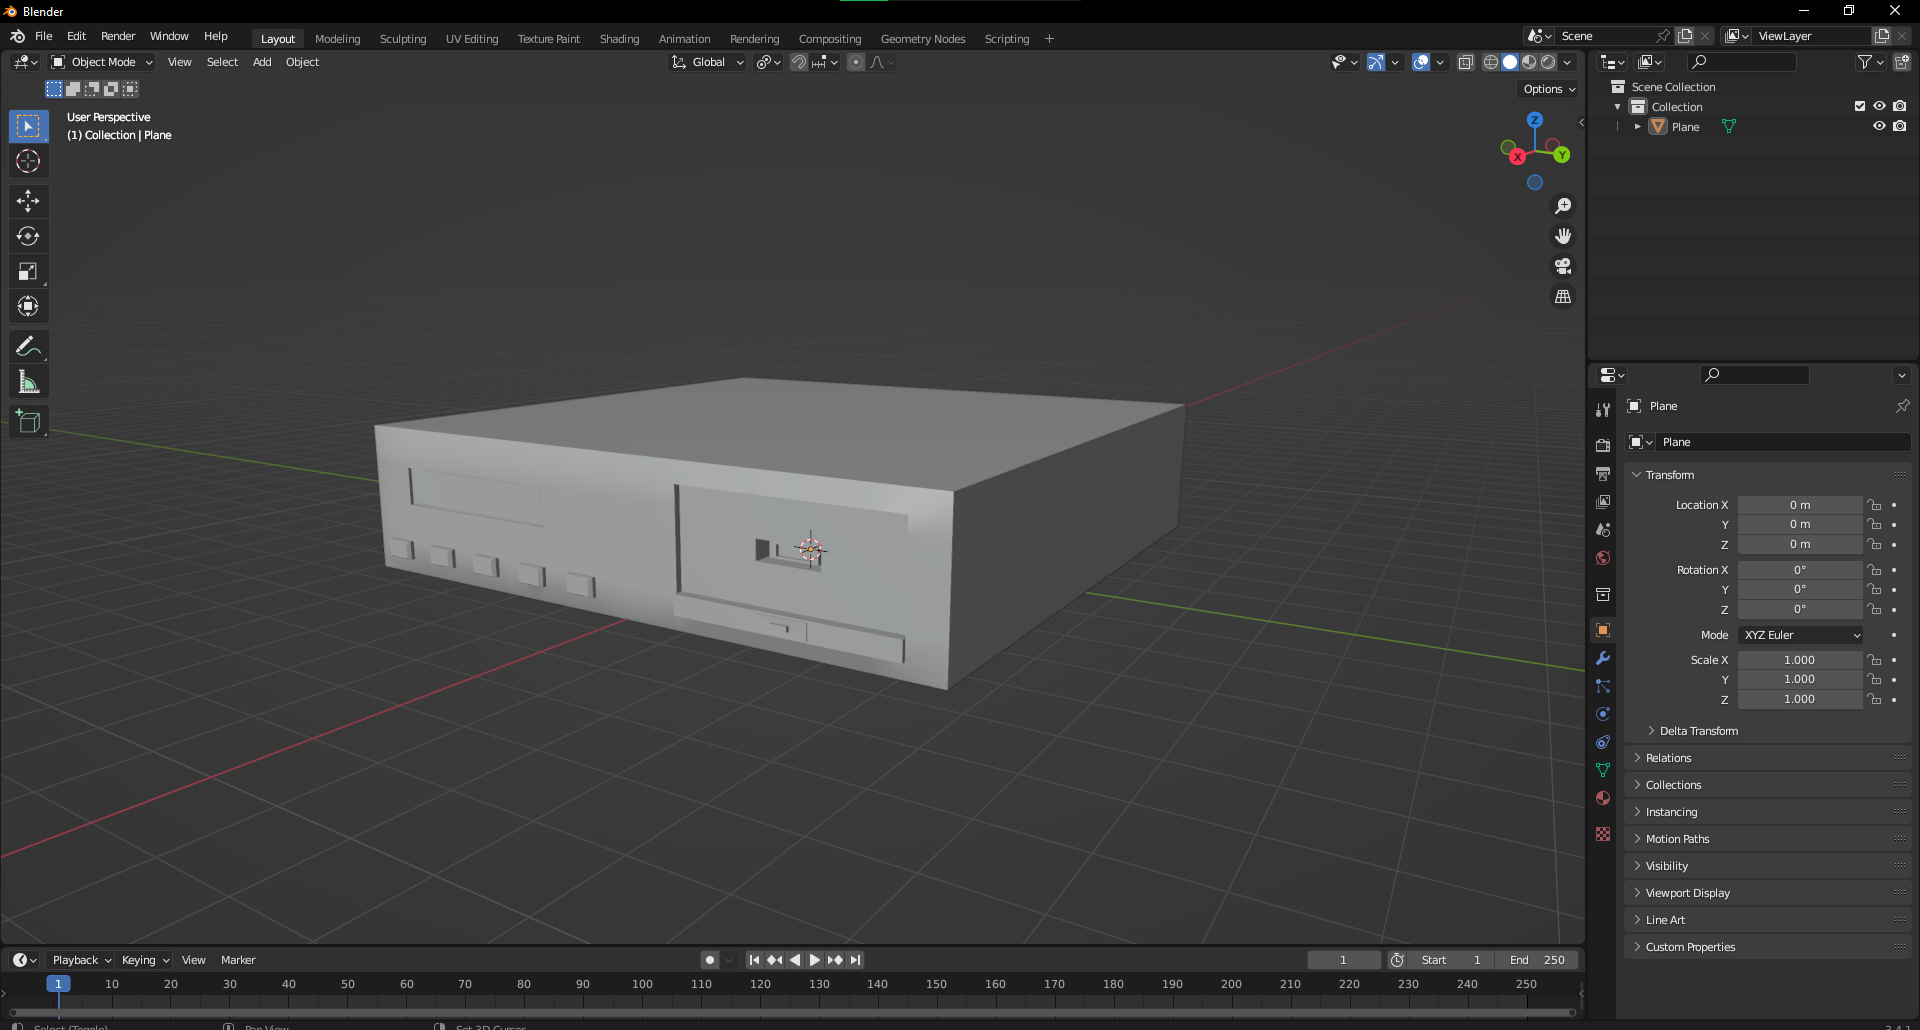 Blender
File Edit Render Window Help Layout Modeling Sculpting UV Editing Texture Paint Shading Animation Rendering Compositing Geometry Nodes Scripting + Scene ViewLayer
Object Mode View Select Add Object Global
Options
User Perspective
(1) Collection | Plane
Z
X
Y
Scene Collection
Collection
Plane
Plane
Plane
Transform
Location X 0 m
Y 0 m
Z 0 m
Rotation X 0°
Y 0°
Z 0°
Mode XYZ Euler
Scale X 1.000
Y 1.000
Z 1.000
Delta Transform
Relations
Collections
Instancing
Motion Paths
Visibility
Viewport Display
Line Art
Custom Properties
Playback Keying View Marker 1 Start 1 End 250
1 10 20 30 40 50 60 70 80 90 100 110 120 130 140 150 160 170 180 190 200 210 220 230 240 250
Select (Toggle) Pan View Set 3D Cursor 3.4.1